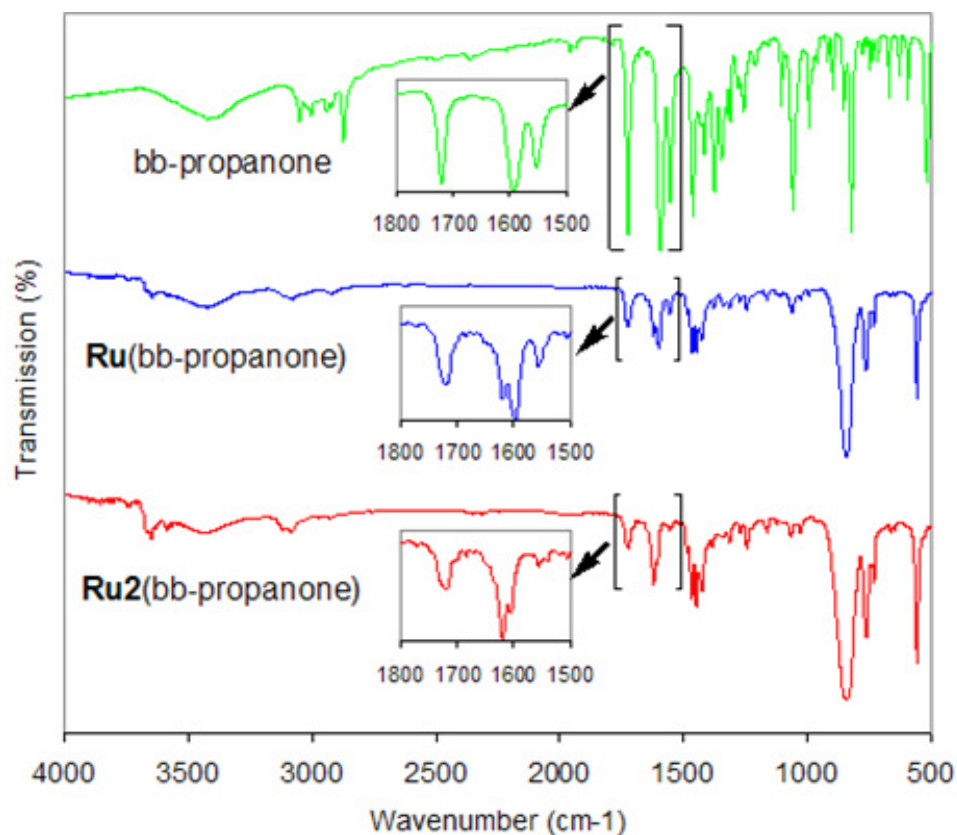 bb-propanone
1800 1700 1600 1500
Ru(bb-propanone)
1800 1700 1600 1500
Ru2(bb-propanone)
1800 1700 1600 1500
Transmission (%)
4000 3500 3000 2500 2000 1500 1000 500
Wavenumber (cm-1)